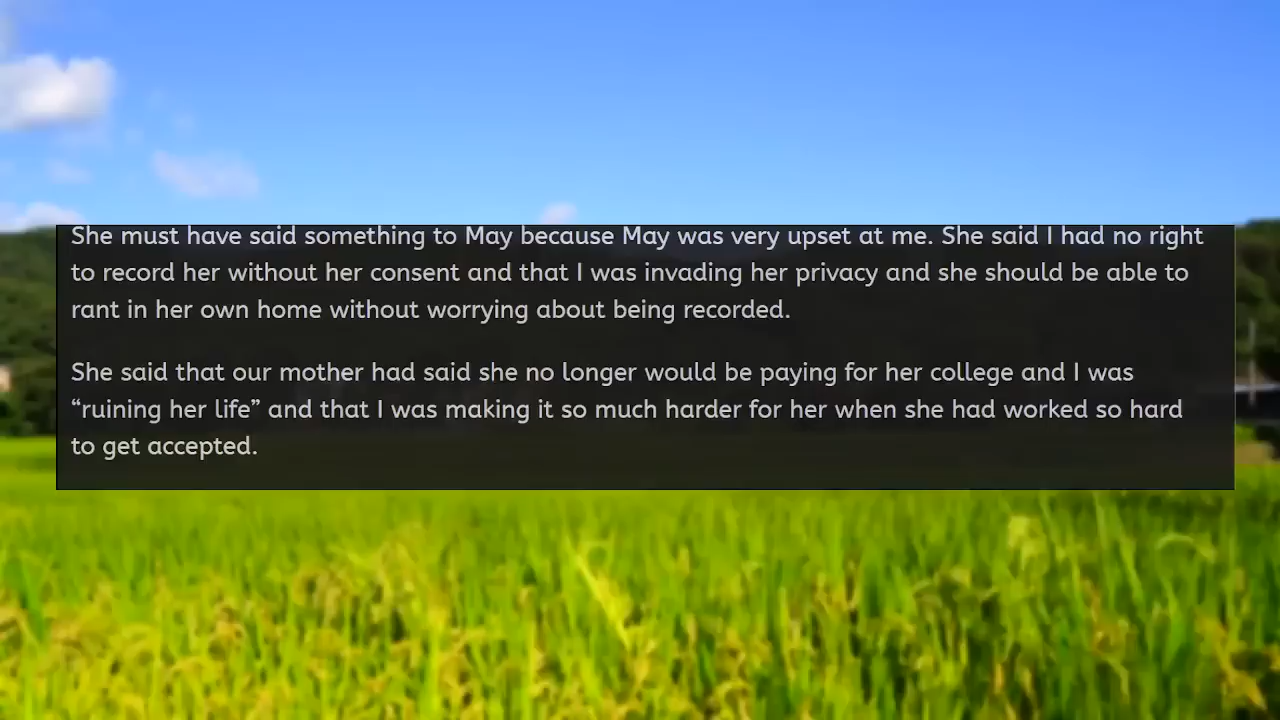 She must have said something to May because May was very upset at me. She said I had no right
to record her without her consent and that I was invading her privacy and she should be able to
rant in her own home without worrying about being recorded.
She said that our mother had said she no longer would be paying for her college and I was
“ruining her life” and that I was making it so much harder for her when she had worked so hard
to get accepted.